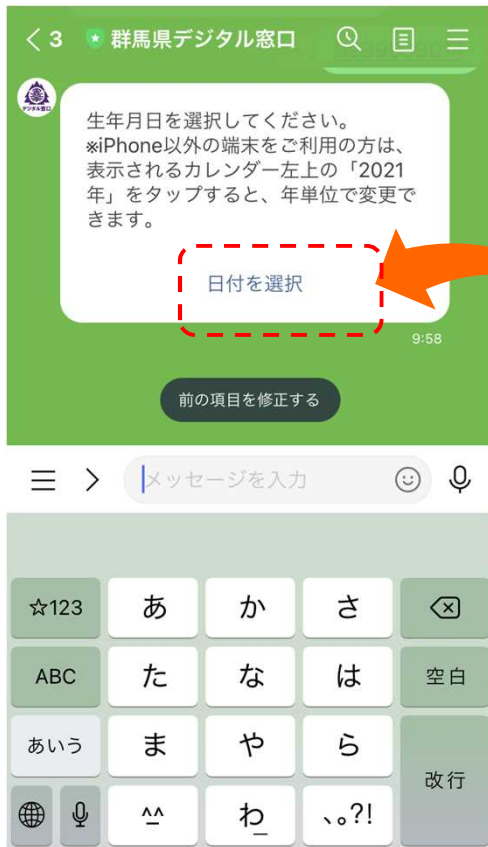 3 群馬県デジタル窓口
デジタル窓口
生年月日を選択してください。
※iPhone以外の端末をご利用の方は、
表示されるカレンダー左上の「2021
年」をタップすると、年単位で変更で
きます。
日付を選択
9:58
前の項目を修正する
メッセージを入力
☆123 あ か さ
ABC た な は 空白
あいう ま や ら
改行
^^ わ 、。?!